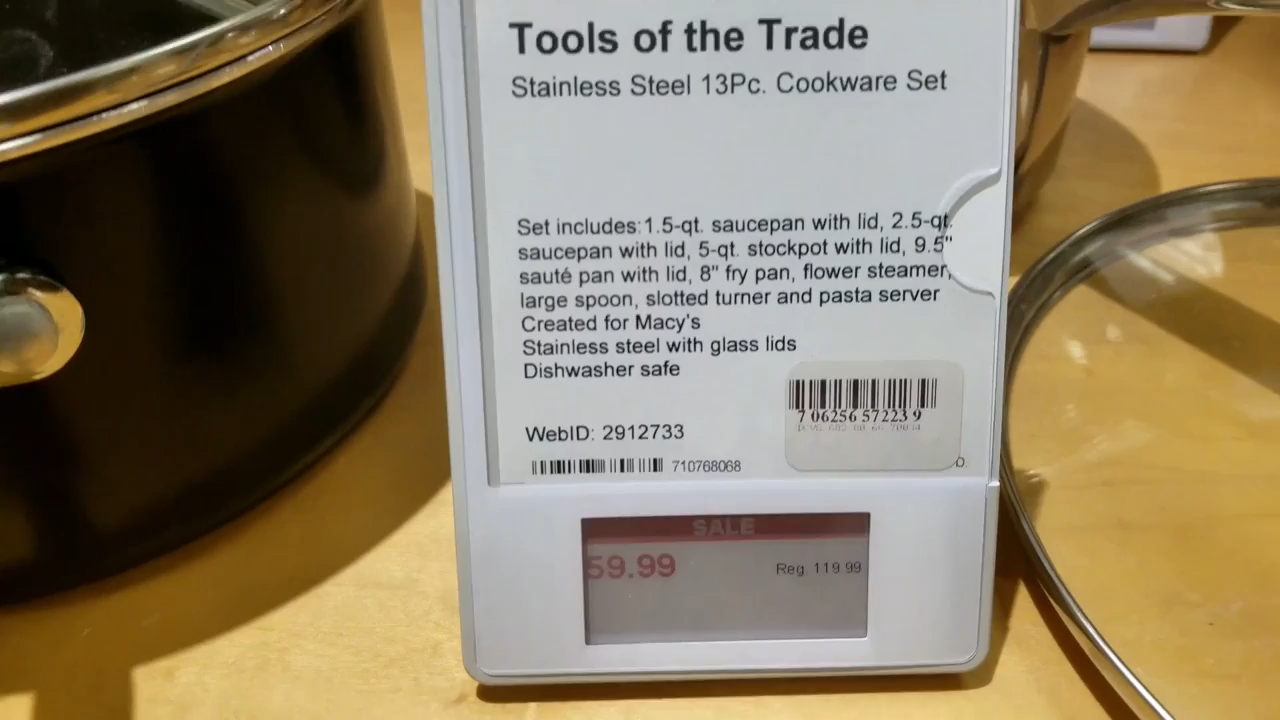 Tools of the Trade
Stainless Steel 13Pc. Cookware Set
Set includes:1.5-qt. saucepan with lid, 2.5-qt.
saucepan with lid, 5-qt. stockpot with lid, 9.5"
sauté pan with lid, 8" fry pan, flower steamer,
large spoon, slotted turner and pasta server
Created for Macy's
Stainless steel with glass lids
Dishwasher safe
7 06256 57223 9
WebID: 2912733
710768068
SALE
59.99 Reg. 119.99